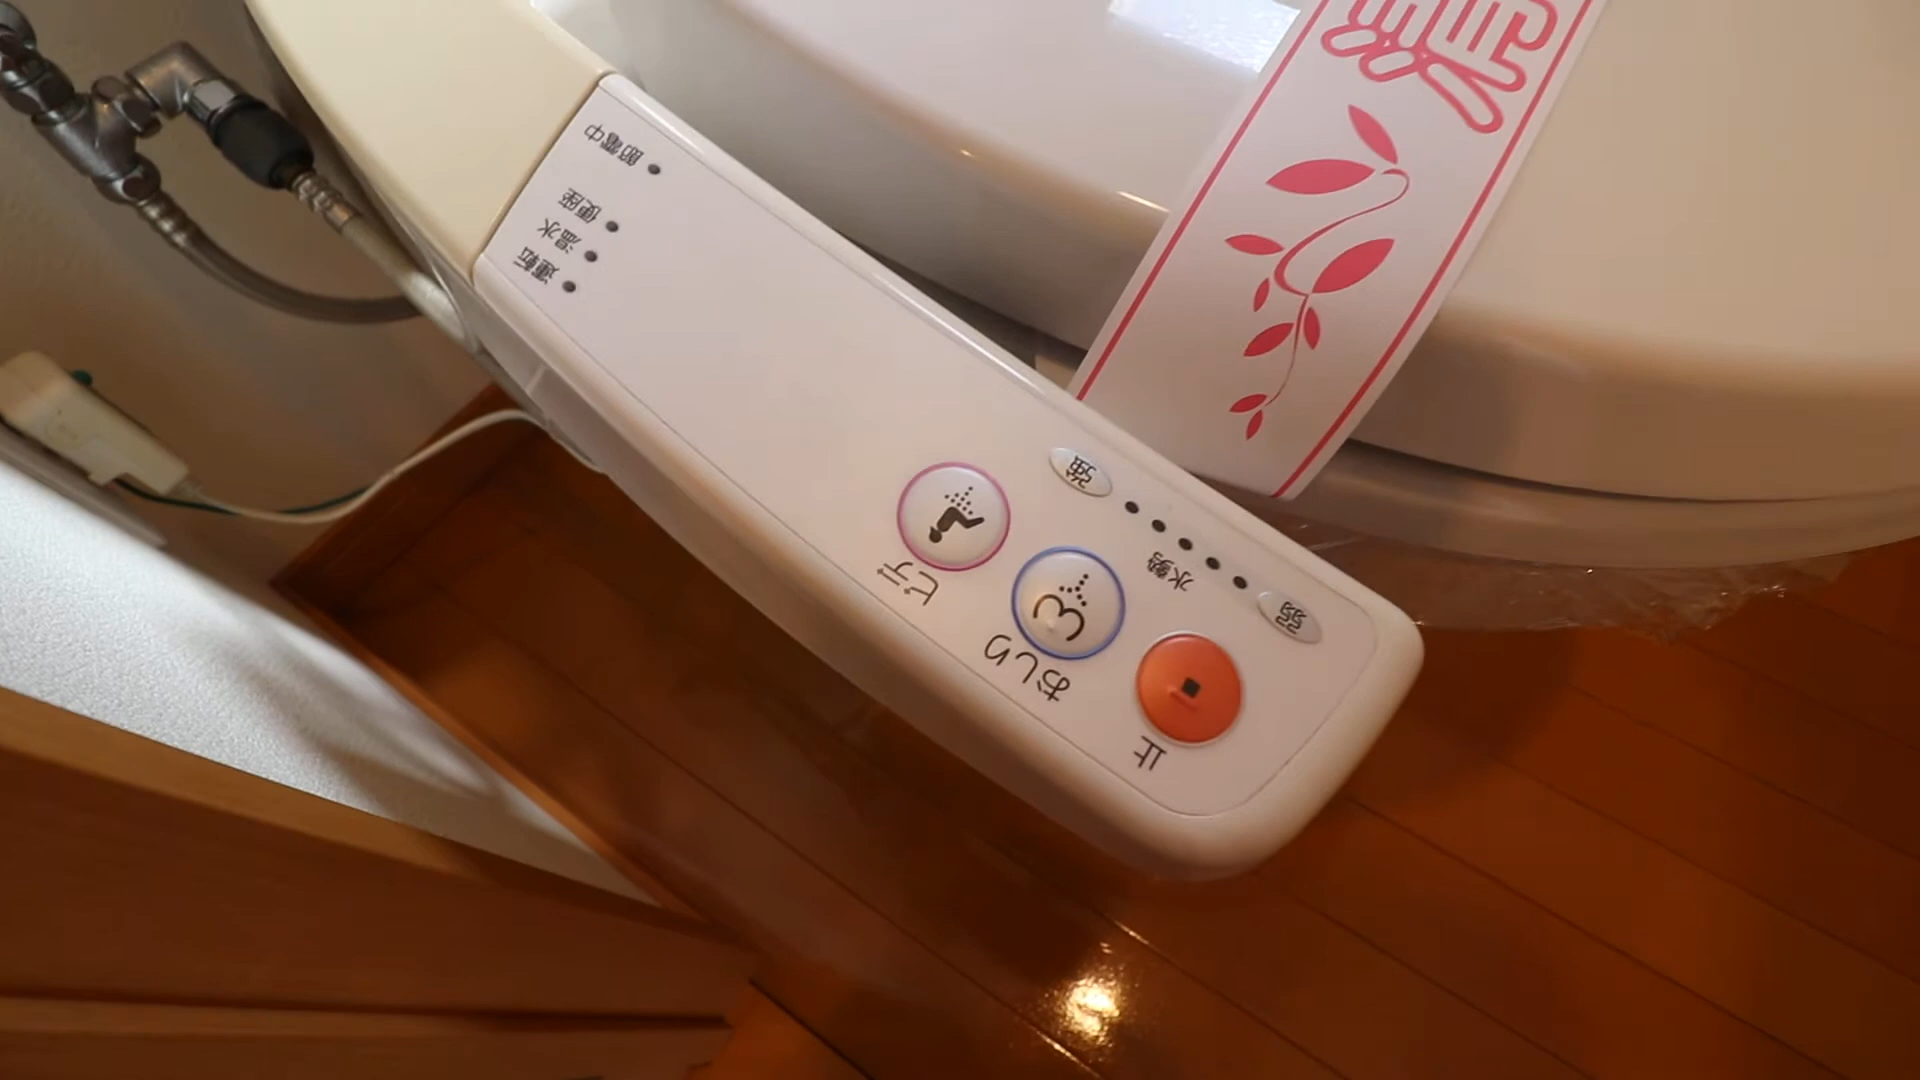 節電中
便座
温水
運転
強
水勢
弱
ビデ
おしり
止